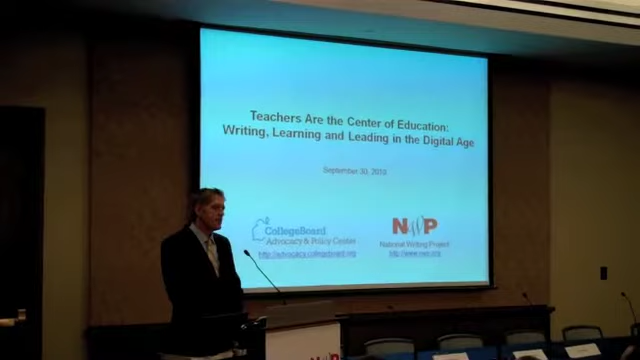 Teachers Are the Center of Education:
Writing, Learning and Leading in the Digital Age
September 30, 2010
CollegeBoard
Advocacy & Policy Center
http://advocacy.collegeboard.org
NWP
National Writing Project
http://www.nwp.org
NWP